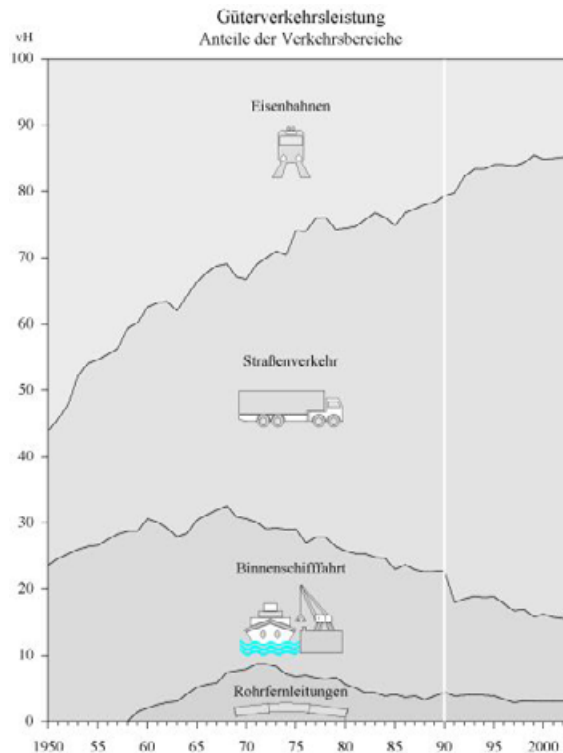 Güterverkehrsleistung
Anteile der Verkehrsbereiche
vH
100
90
80
70
60
50
40
30
20
10
0
Eisenbahnen
Straßenverkehr
Binnenschifffahrt
Rohrfernleitungen
1950 55 60 65 70 75 80 85 90 95 2000